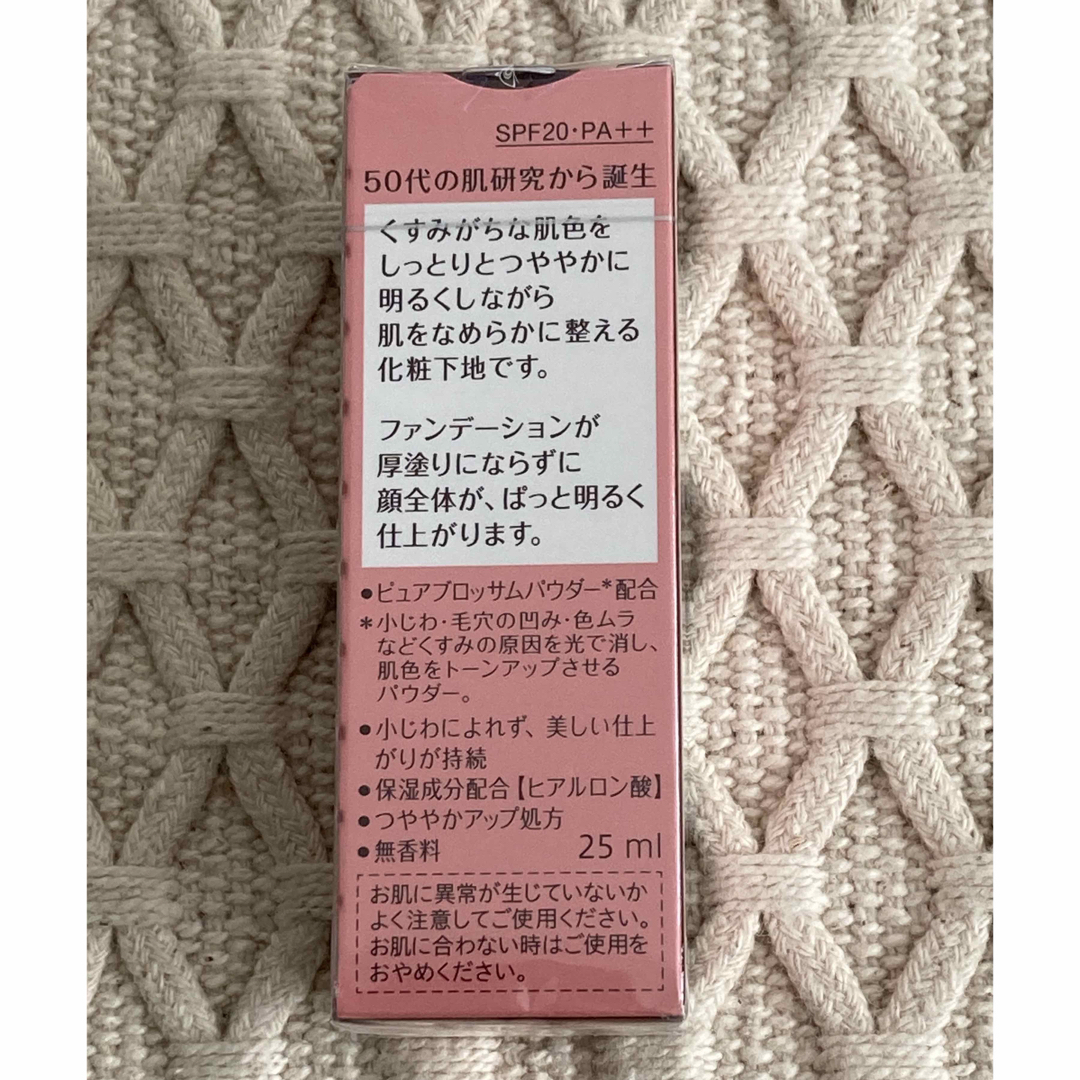 SPF20・PA++
50代の肌研究から誕生
くすみがちな肌色を
しっとりとつややかに
明るくしながら
肌をなめらかに整える
化粧下地です。
ファンデーションが
厚塗りにならずに
顔全体が、ぱっと明るく
仕上がります。
●ピュアブロッサムパウダー*配合
*小じわ・毛穴の凹み・色ムラ
などくすみの原因を光で消し、
肌色をトーンアップさせる
パウダー。
●小じわによれず、美しい仕上
がりが持続
●保湿成分配合【ヒアルロン酸】
●つややかアップ処方
●無香料 25 ml
お肌に異常が生じていないか
よく注意してご使用ください。
お肌に合わない時はご使用を
おやめください。